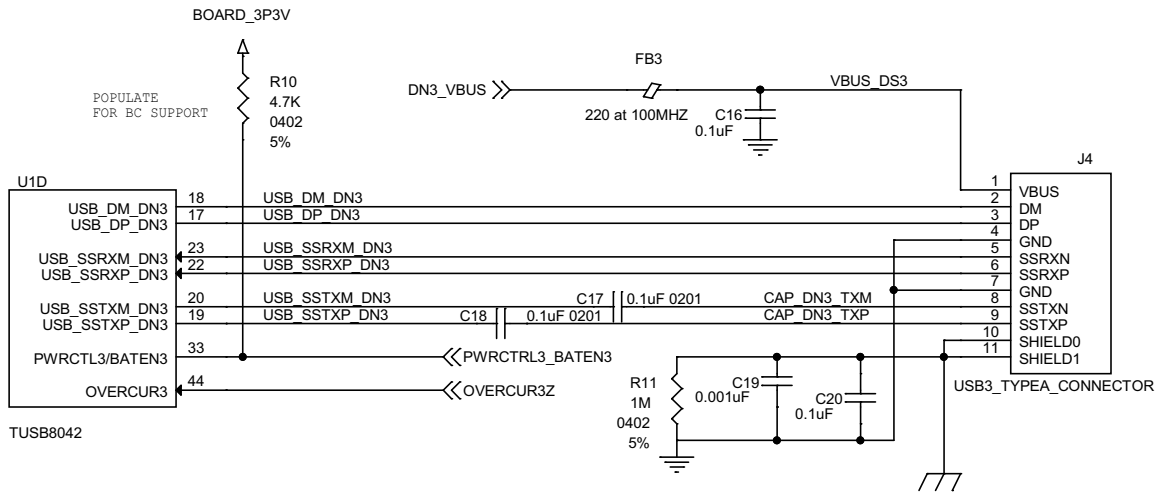 BOARD_3P3V
POPULATE
FOR BC SUPPORT
R10
4.7K
0402
5%
DN3_VBUS
FB3
220 at 100MHZ
VBUS_DS3
C16
0.1uF
J4
U1D
USB_DM_DN3
18
USB_DM_DN3
USB_DP_DN3
17
USB_DP_DN3
USB_SSRXM_DN3
23
USB_SSRXM_DN3
USB_SSRXP_DN3
22
USB_SSRXP_DN3
USB_SSTXM_DN3
20
USB_SSTXM_DN3
C17
0.1uF 0201
CAP_DN3_TXM
USB_SSTXP_DN3
19
USB_SSTXP_DN3
C18
0.1uF 0201
CAP_DN3_TXP
PWRCTL3/BATEN3
33
PWRCTRL3_BATEN3
OVERCUR3
44
OVERCUR3Z
TUSB8042
1
VBUS
2
DM
3
DP
4
GND
5
SSRXN
6
SSRXP
7
GND
8
SSTXN
9
SSTXP
10
SHIELD0
11
SHIELD1
USB3_TYPEA_CONNECTOR
R11
1M
0402
5%
C19
0.001uF
C20
0.1uF